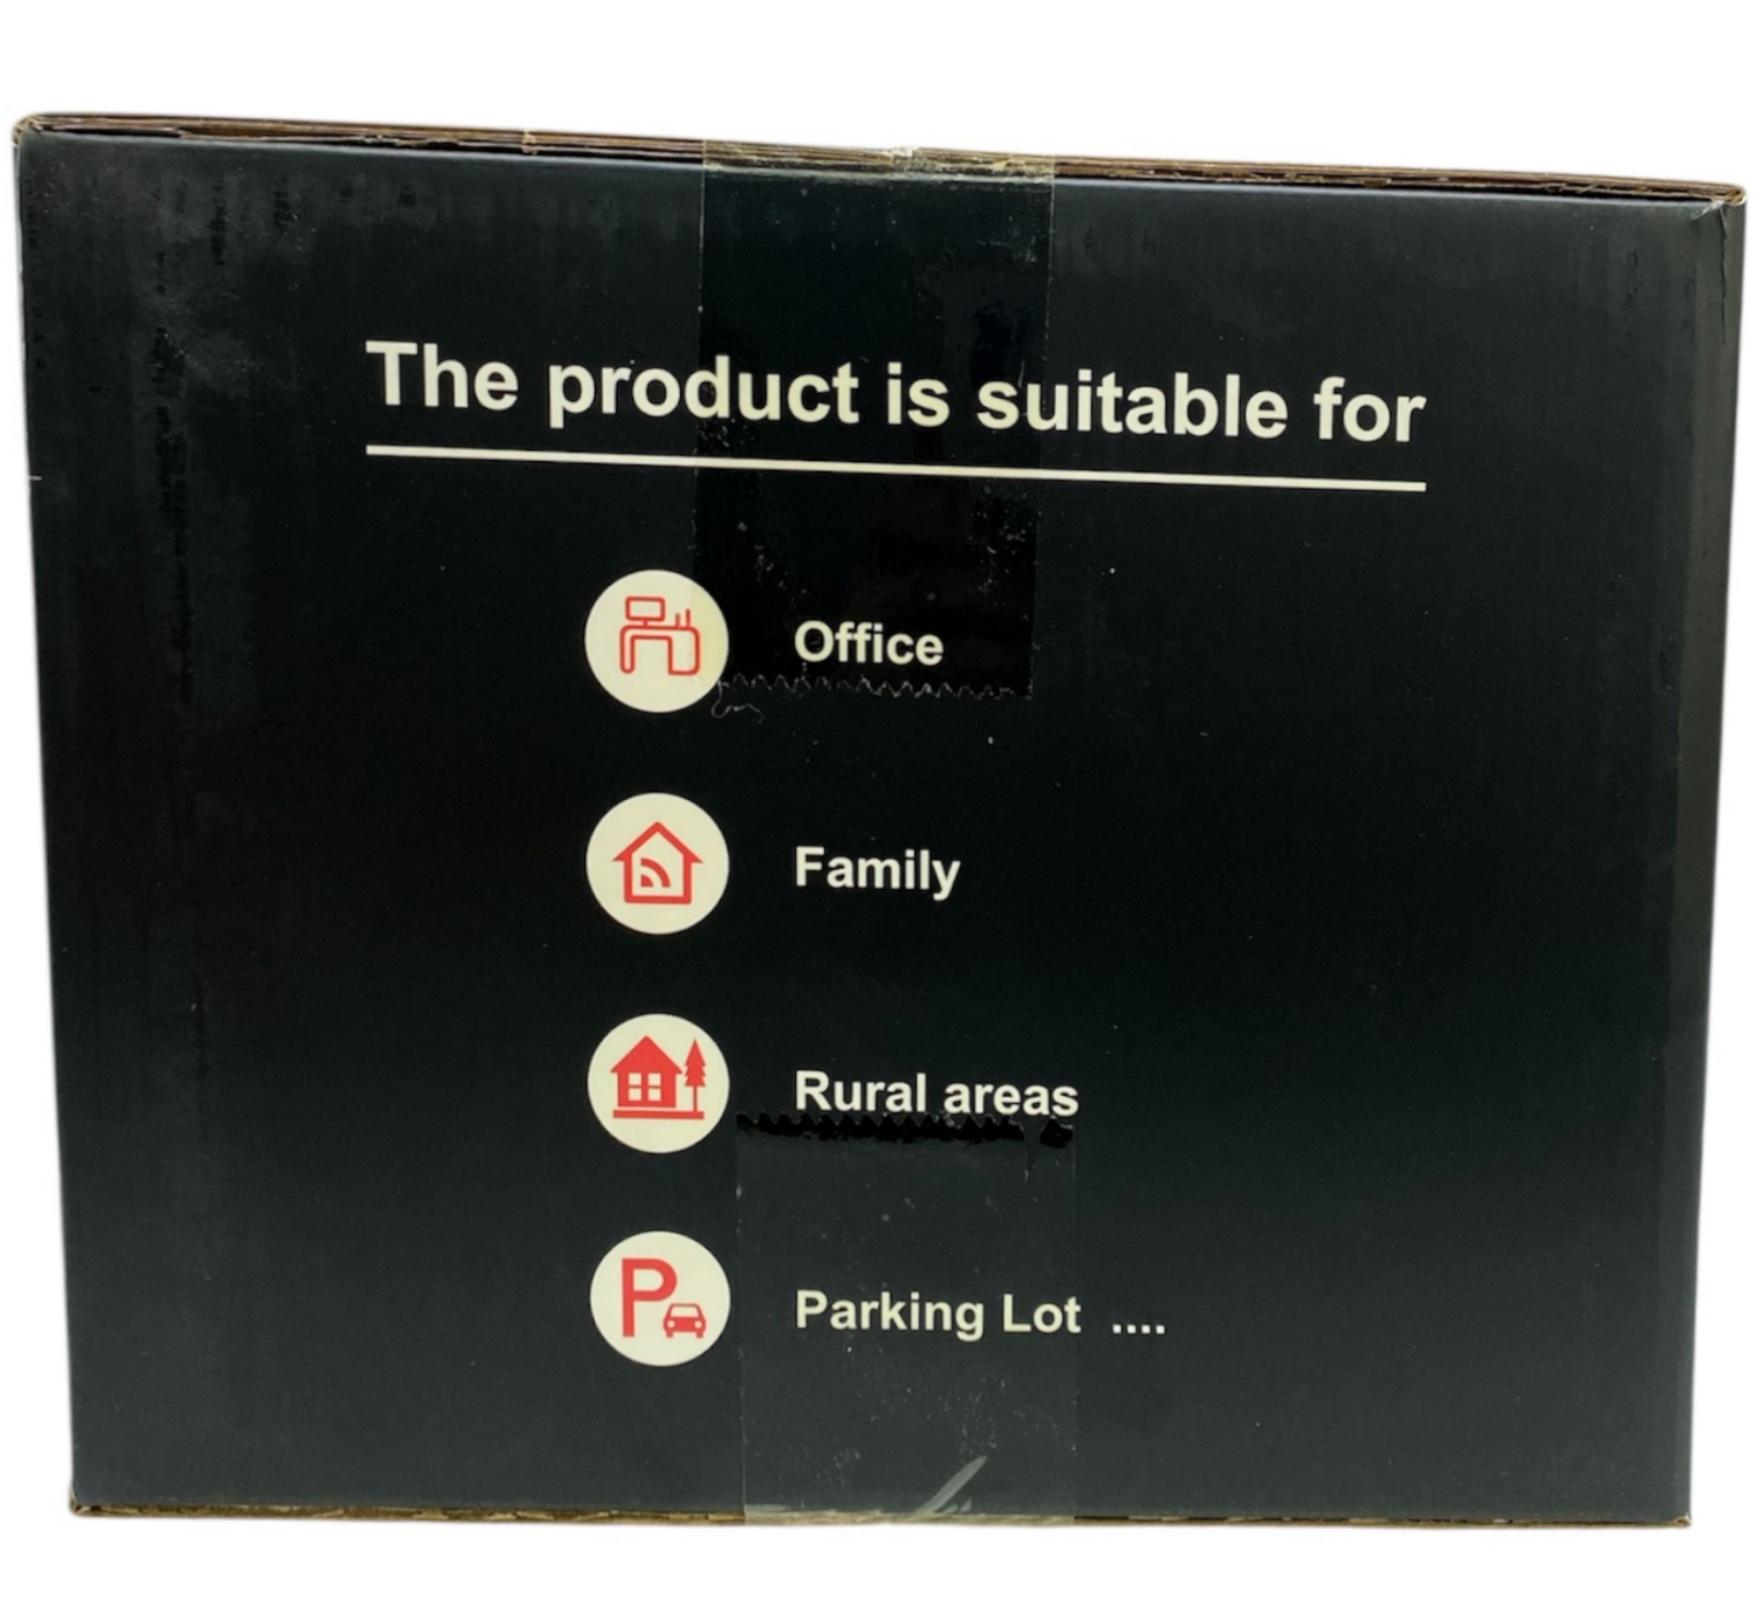 The product is suitable for
Office
Family
Rural areas
P
Parking Lot ....